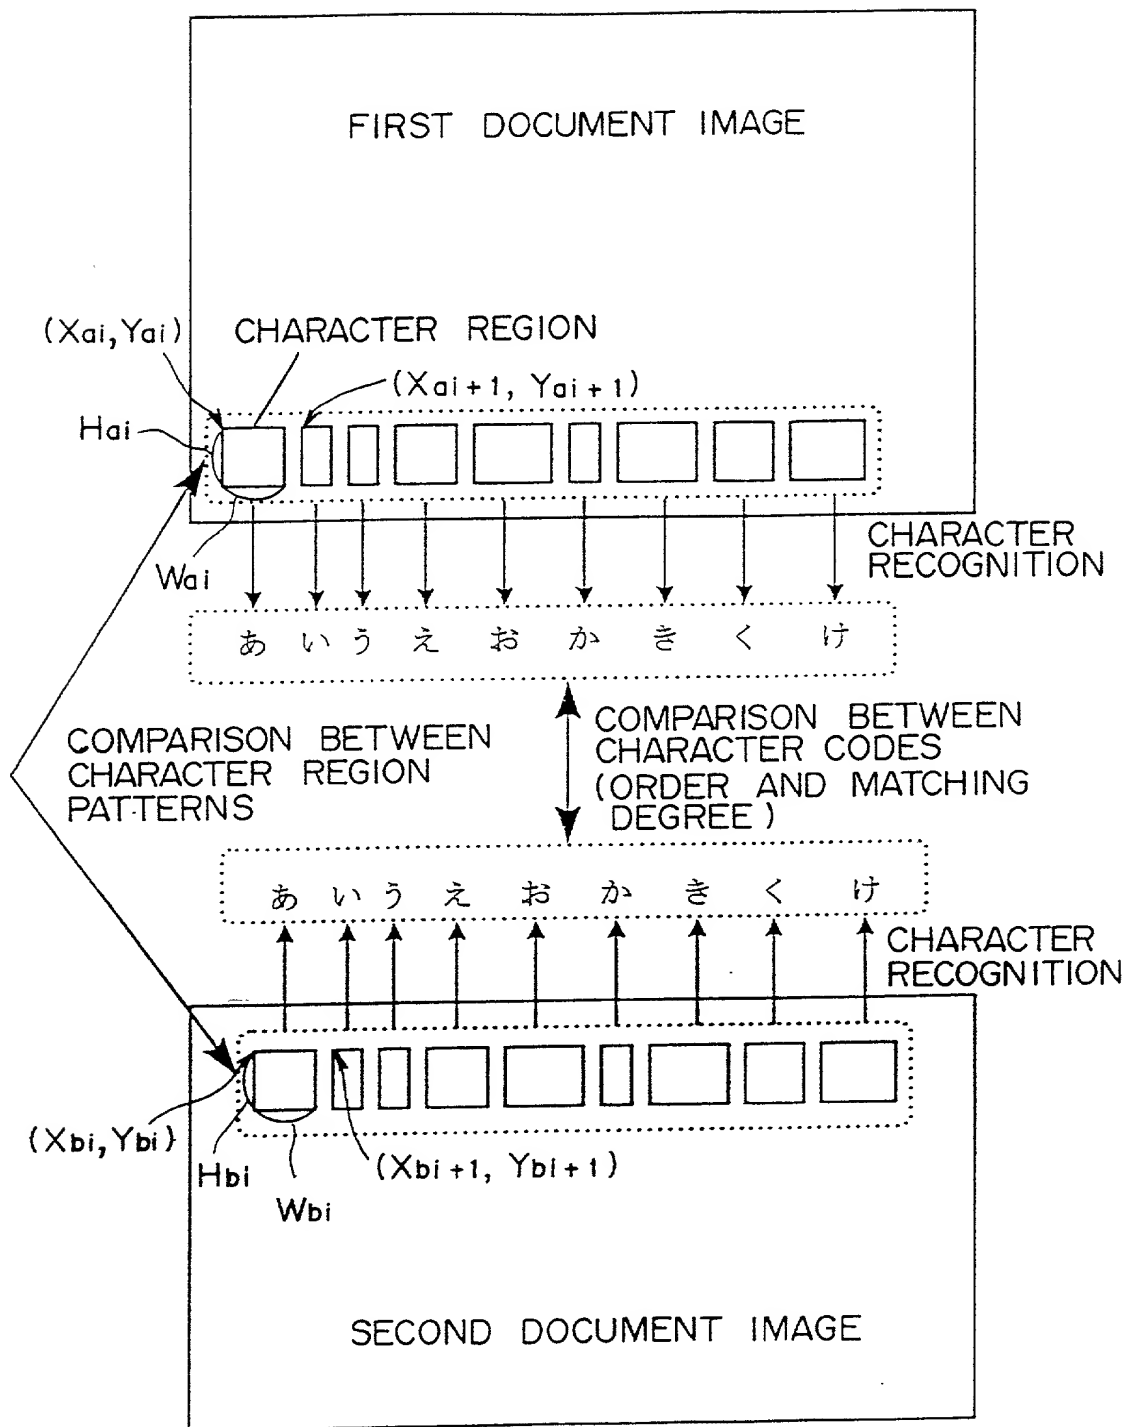 FIRST DOCUMENT IMAGE
(Xai, Yai)
CHARACTER REGION
(Xai+1, Yai+1)
Hai
Wai
CHARACTER
RECOGNITION
あ い う え お か き く け
COMPARISON BETWEEN
CHARACTER REGION
PATTERNS
COMPARISON BETWEEN
CHARACTER CODES
(ORDER AND MATCHING
DEGREE)
あ い う え お か き く け
CHARACTER
RECOGNITION
(Xbi, Ybi)
Hbi
Wbi
(Xbi+1, Ybi+1)
SECOND DOCUMENT IMAGE